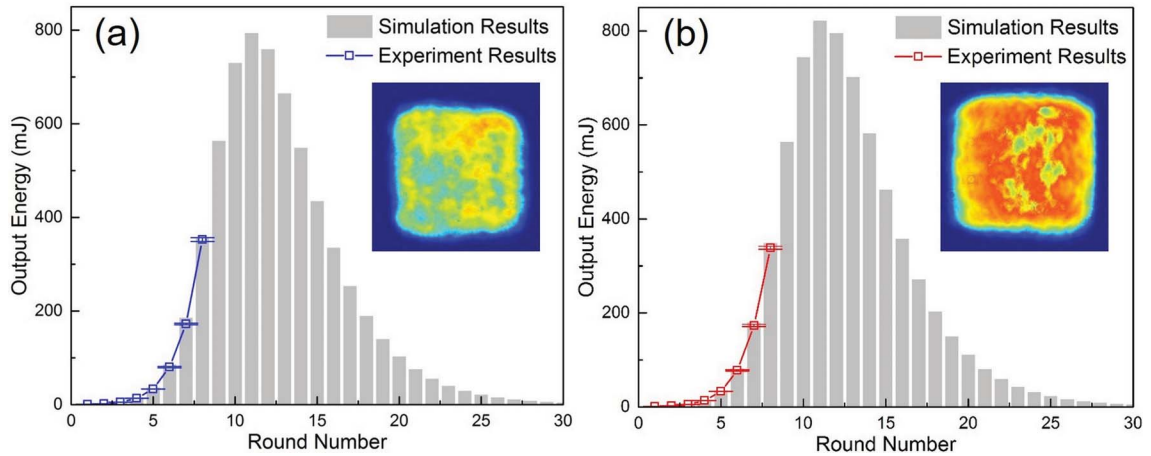 (a)
Simulation Results
Experiment Results
Output Energy (mJ)
800
600
400
200
0
0 5 10 15 20 25 30
Round Number
(b)
Simulation Results
Experiment Results
Output Energy (mJ)
800
600
400
200
0
0 5 10 15 20 25 30
Round Number